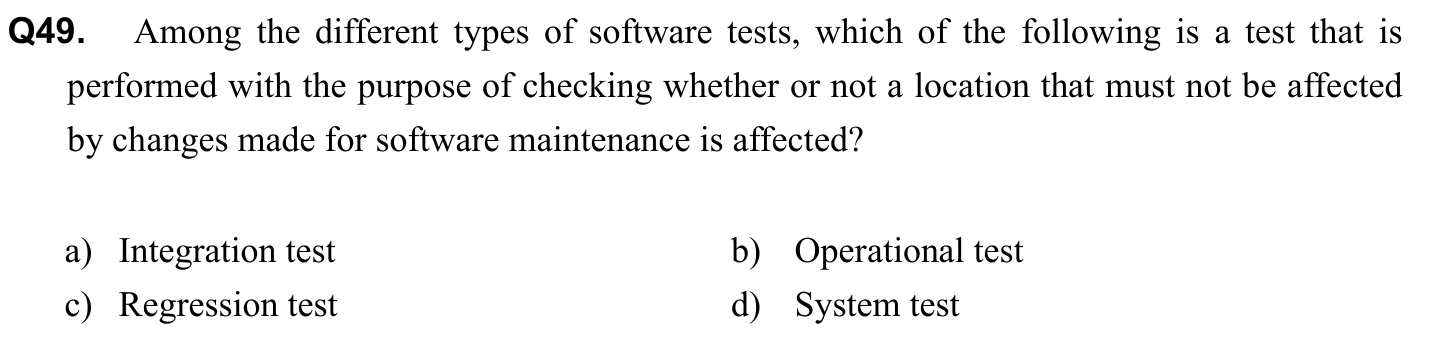 Q49. Among the different types of software tests, which of the following is a test that is
performed with the purpose of checking whether or not a location that must not be affected
by changes made for software maintenance is affected?
a) Integration test b) Operational test
c) Regression test d) System test